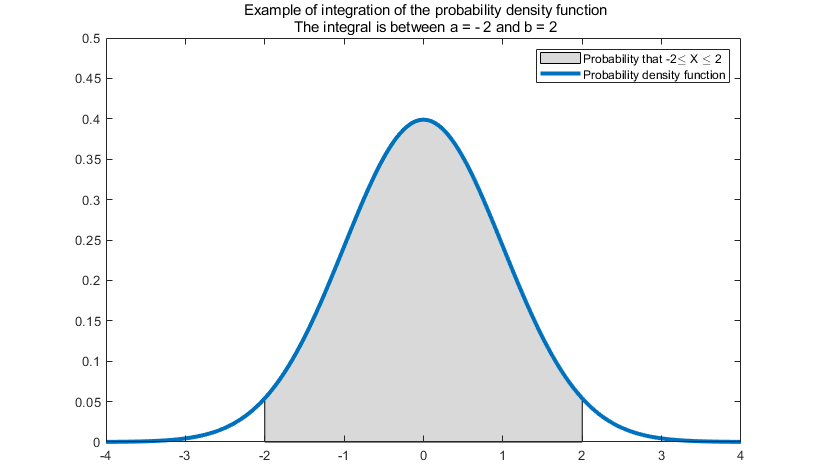 Example of integration of the probability density function
The integral is between a = - 2 and b = 2
0.5
Probability that -2≤ X ≤ 2
Probability density function
0.45
0.4
0.35
0.3
0.25
0.2
0.15
0.1
0.05
0
-4 -3 -2 -1 0 1 2 3 4